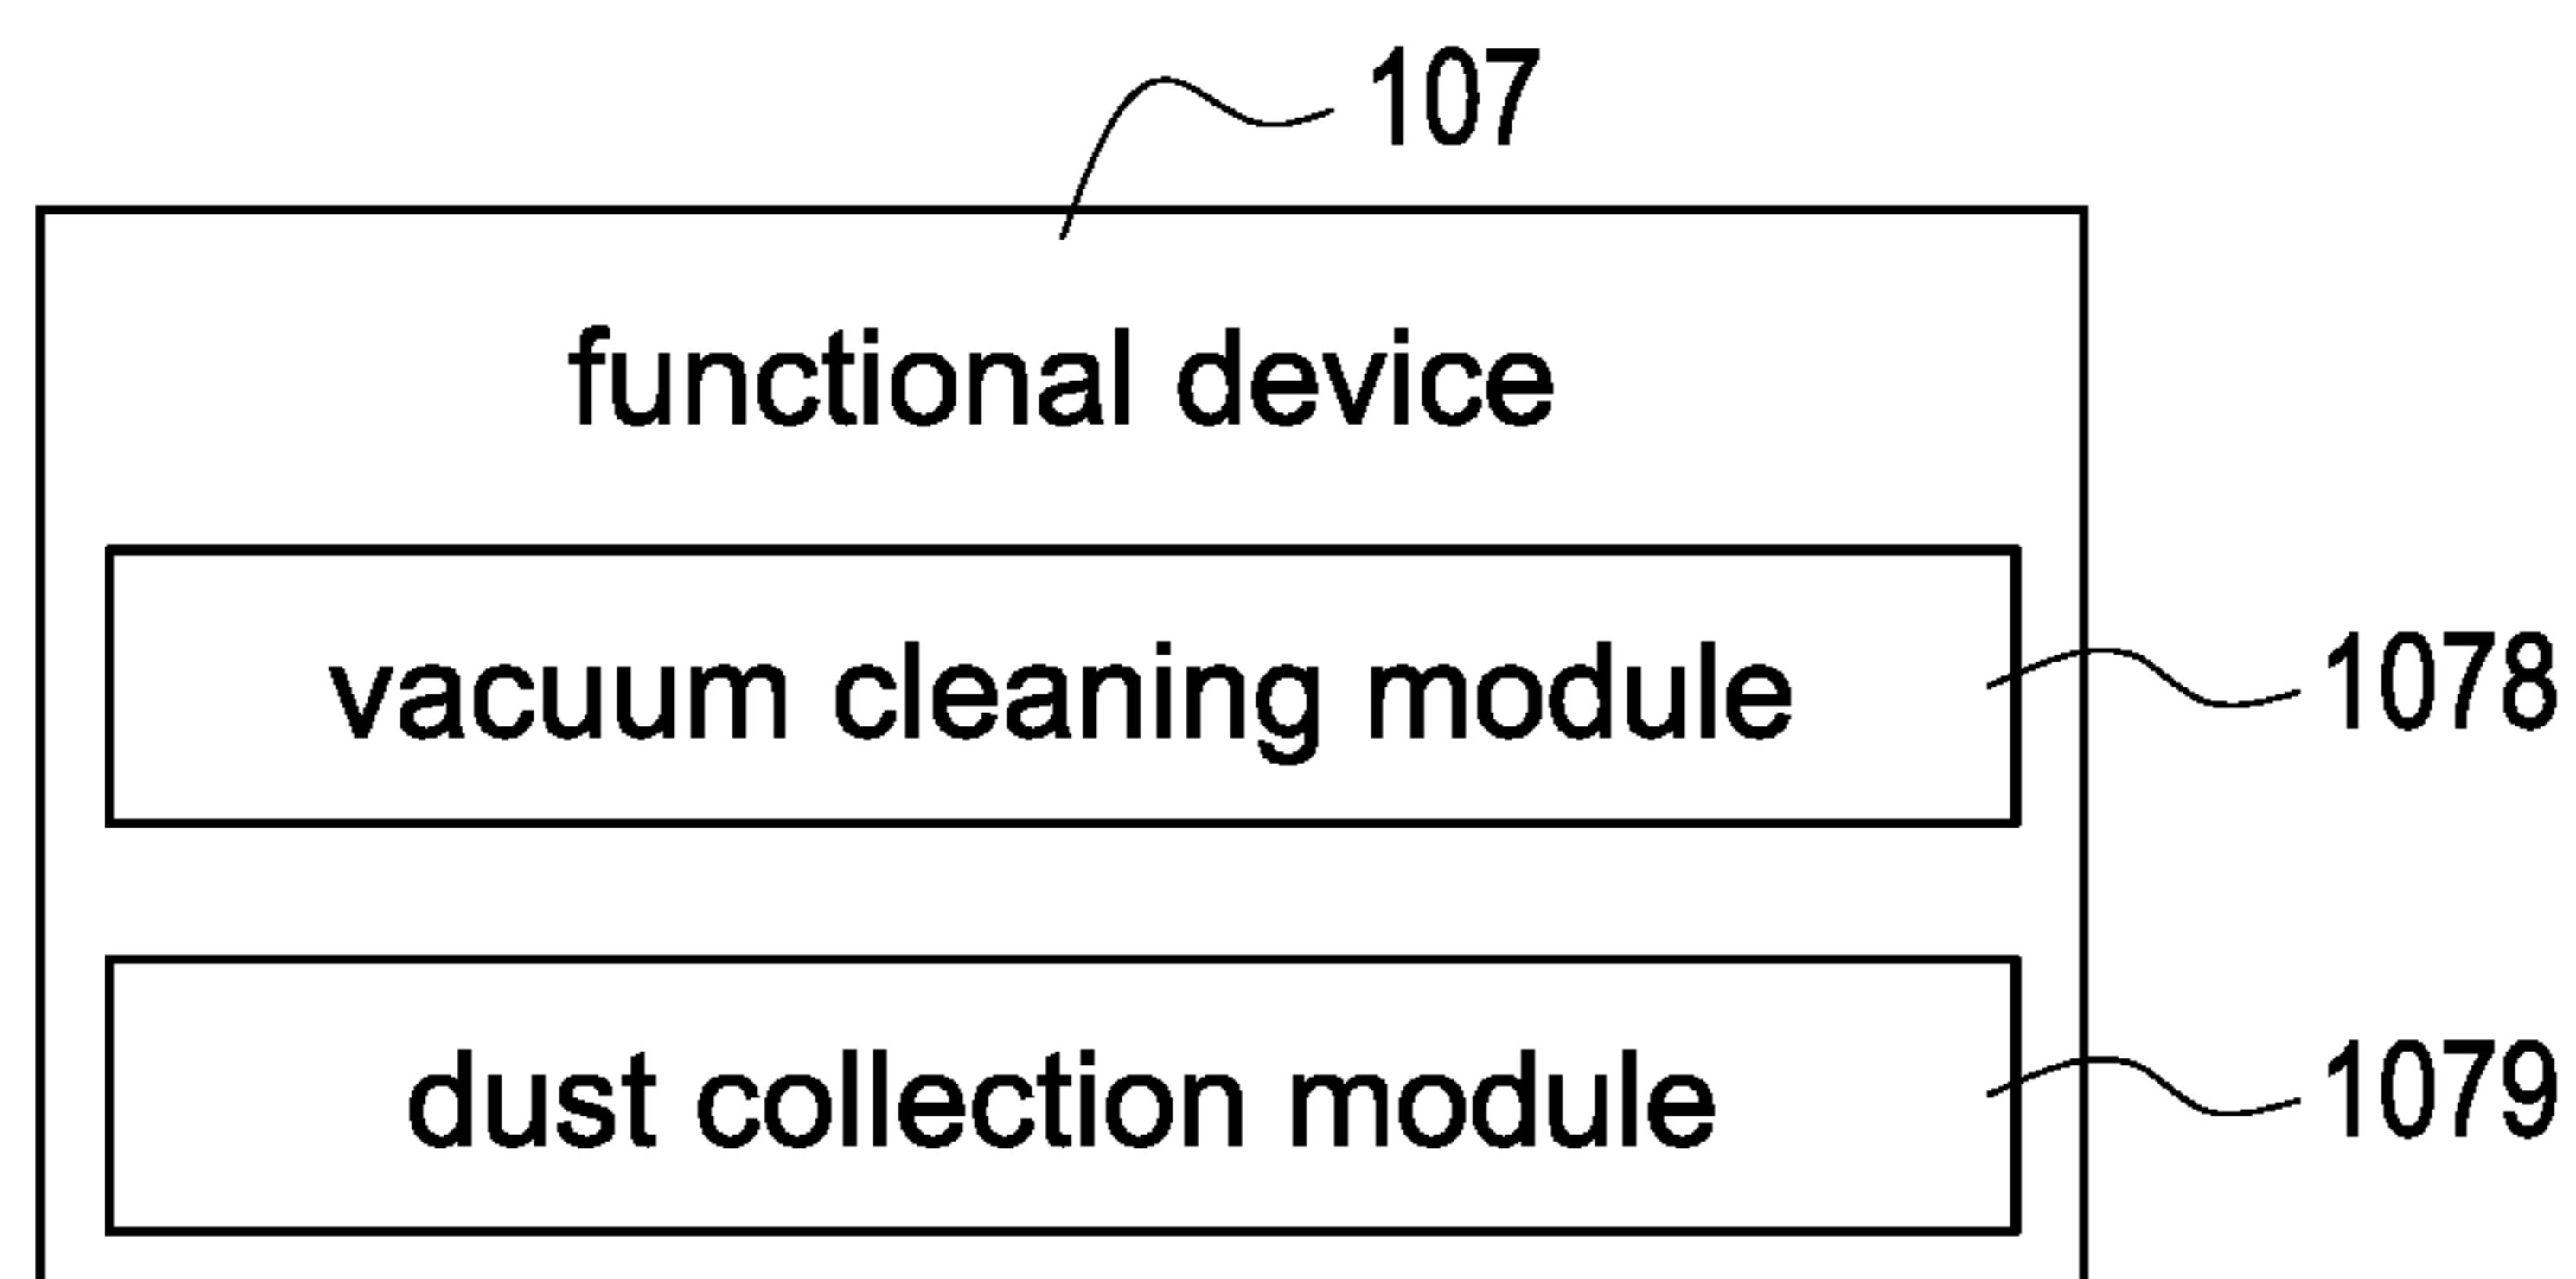 107
functional device
vacuum cleaning module
1078
dust collection module
1079